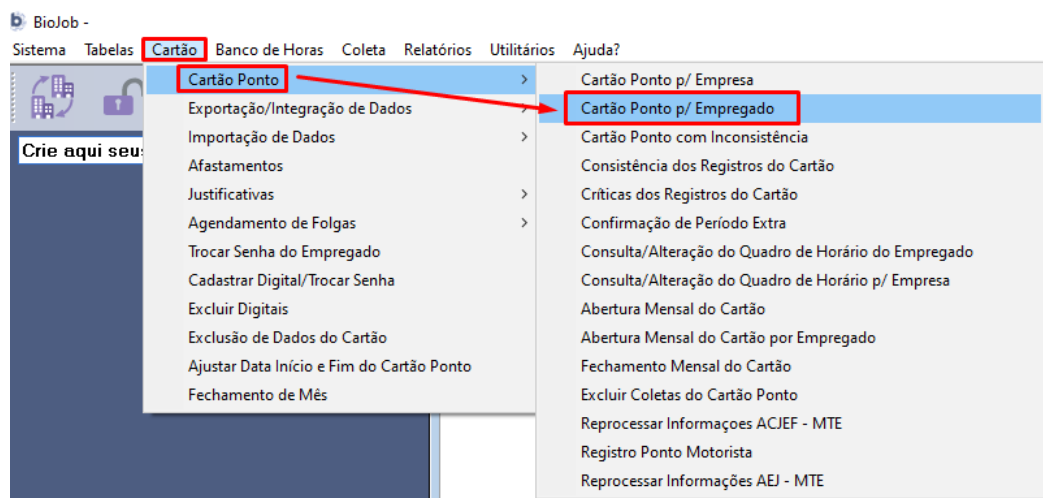 BioJob -
Sistema Tabelas Cartão Banco de Horas Coleta Relatórios Utilitários Ajuda?
Crie aqui seu
Cartão Ponto
Exportação/Integração de Dados
Importação de Dados
Afastamentos
Justificativas
Agendamento de Folgas
Trocar Senha do Empregado
Cadastrar Digital/Trocar Senha
Excluir Digitais
Exclusão de Dados do Cartão
Ajustar Data Início e Fim do Cartão Ponto
Fechamento de Mês
Cartão Ponto p/ Empresa
Cartão Ponto p/ Empregado
Cartão Ponto com Inconsistência
Consistência dos Registros do Cartão
Críticas dos Registros do Cartão
Confirmação de Período Extra
Consulta/Alteração do Quadro de Horário do Empregado
Consulta/Alteração do Quadro de Horário p/ Empresa
Abertura Mensal do Cartão
Abertura Mensal do Cartão por Empregado
Fechamento Mensal do Cartão
Excluir Coletas do Cartão Ponto
Reprocessar Informaçoes ACJEF - MTE
Registro Ponto Motorista
Reprocessar Informações AEJ - MTE